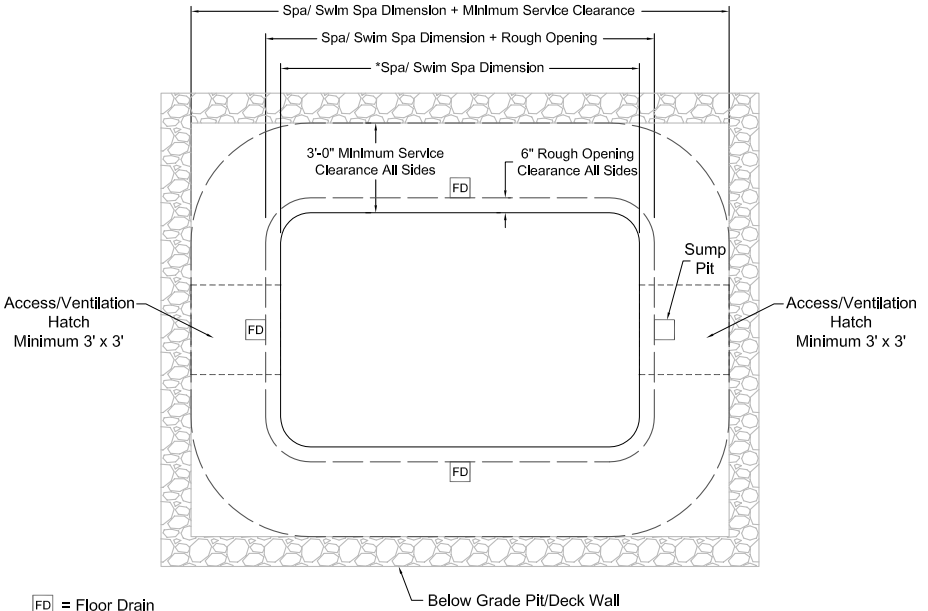 Spa/ Swim Spa Dimension + Minimum Service Clearance
Spa/ Swim Spa Dimension + Rough Opening
*Spa/ Swim Spa Dimension
3'-0" Minimum Service
Clearance All Sides
6" Rough Opening
Clearance All Sides
FD
Sump
Pit
Access/Ventilation
Hatch
Minimum 3' x 3'
FD
Access/Ventilation
Hatch
Minimum 3' x 3'
FD
FD = Floor Drain
Below Grade Pit/Deck Wall